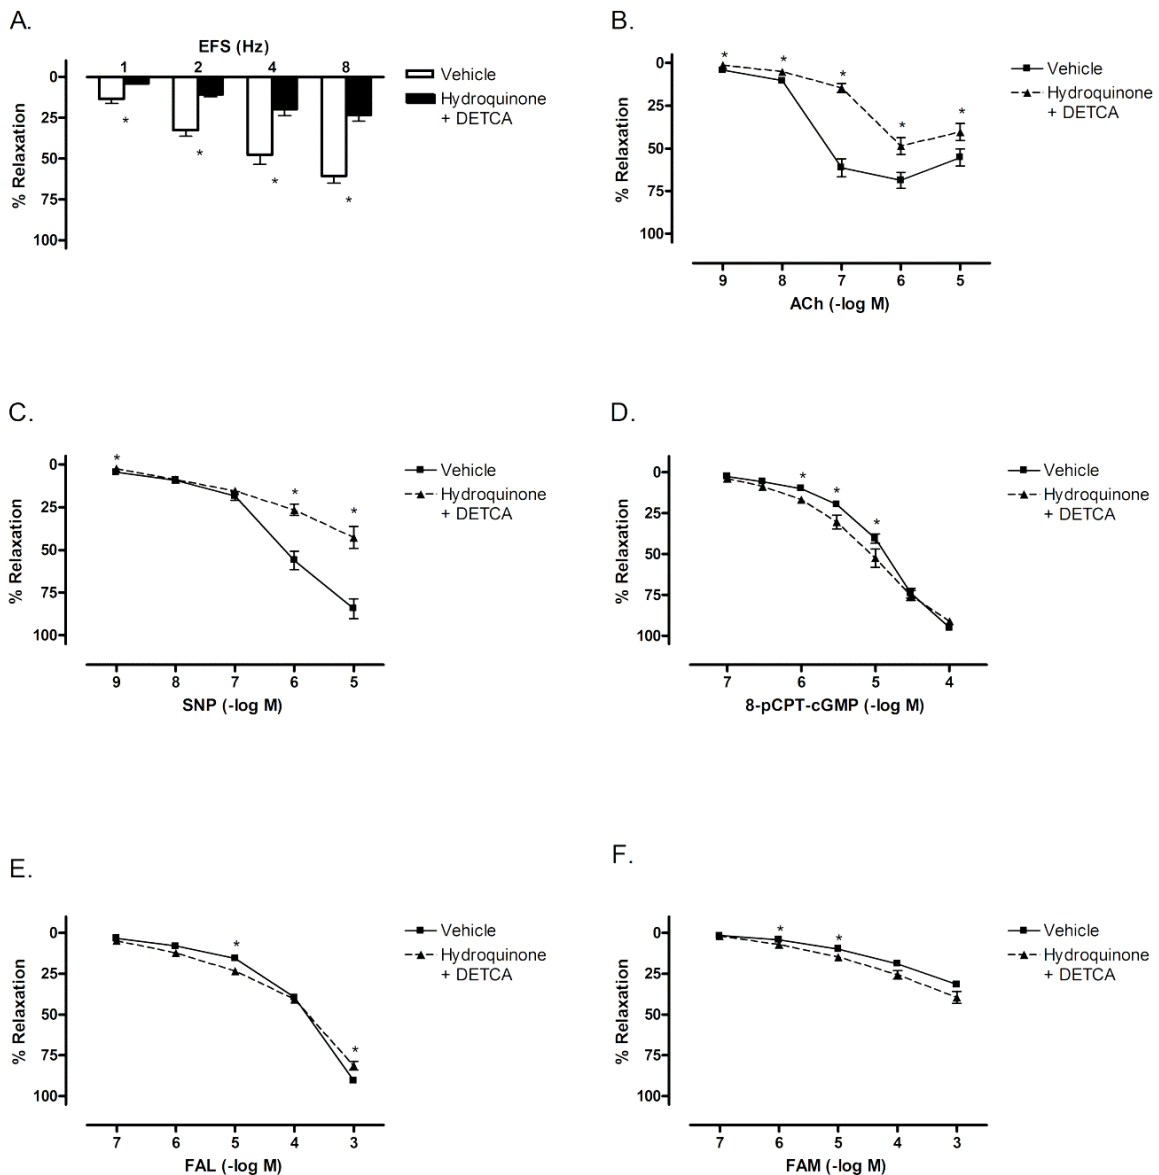 A.
EFS (Hz)
0 1 2 4 8
25
50
75
100
% Relaxation
Vehicle
Hydroquinone
+ DETCA
* * * *
B.
0
25
50
75
100
% Relaxation
* * * * *
9 8 7 6 5
ACh (-log M)
Vehicle
Hydroquinone
+ DETCA
C.
0
25
50
75
100
% Relaxation
* * *
9 8 7 6 5
SNP (-log M)
Vehicle
Hydroquinone
+ DETCA
D.
0
25
50
75
100
% Relaxation
* * *
7 6 5 4
8-pCPT-cGMP (-log M)
Vehicle
Hydroquinone
+ DETCA
E.
0
25
50
75
100
% Relaxation
* *
7 6 5 4 3
FAL (-log M)
Vehicle
Hydroquinone
+ DETCA
F.
0
25
50
75
100
% Relaxation
* *
7 6 5 4 3
FAM (-log M)
Vehicle
Hydroquinone
+ DETCA